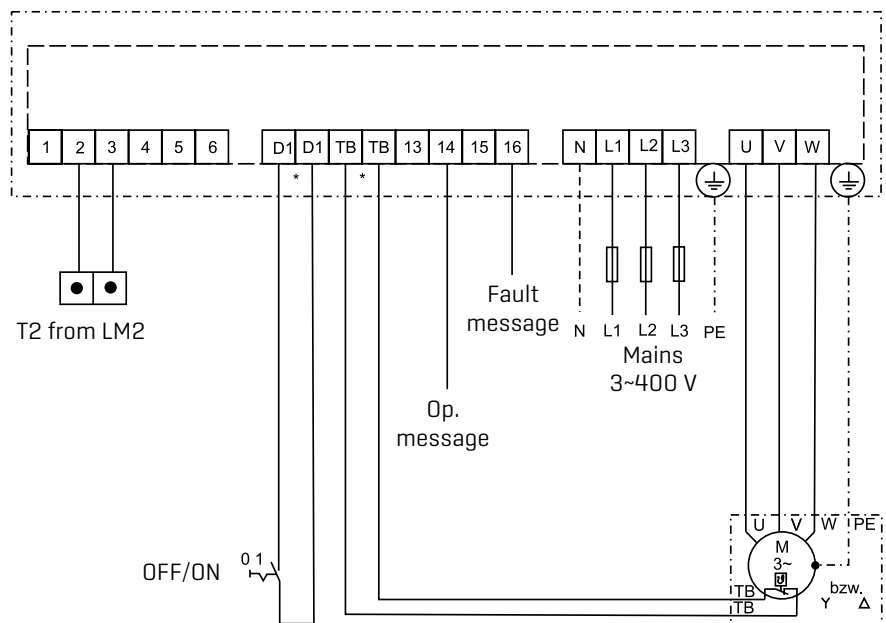 1 2 3 4 5 6 D1 D1 TB TB 13 14 15 16 N L1 L2 L3 U V W
* *
T2 from LM2
Fault
message
N L1 L2 L3 PE
Mains
3~400 V
Op.
message
OFF/ON
0 1
U V W PE
M
3~
TB
TB
bzw.
Y Δ